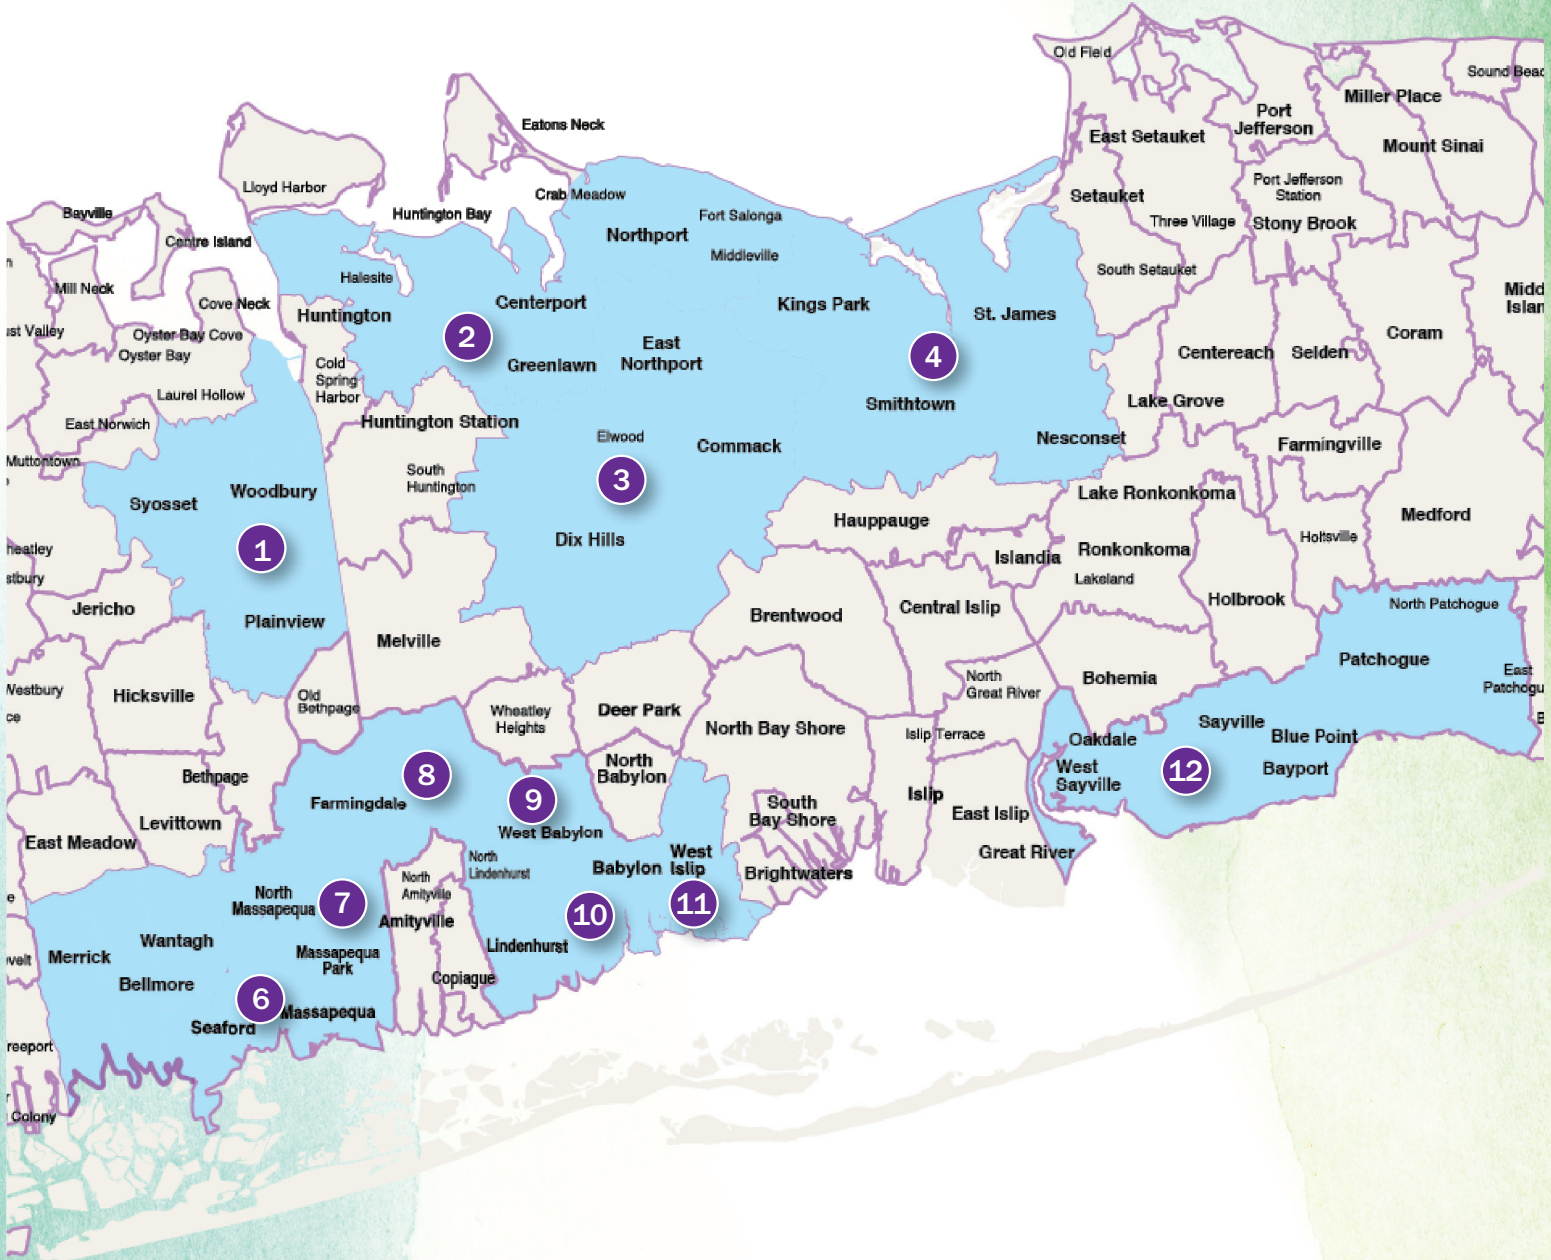 Old Field
Sound Beac
Miller Place
Port
Jefferson
Eatons Neck
East Setauket
Mount Sinai
Lloyd Harbor
Crab Meadow
Port Jefferson
Station
Setauket
Bayville
Huntington Bay
Fort Salonga
Three Village
Stony Brook
Centre Island
Northport
Middleville
Halesite
South Setauket
Mill Neck
Cove Neck
Centerport
Kings Park
St. James
Midd
Islan
Huntington
ust Valley
Oyster Bay Cove
2
Coram
Oyster Bay
East
Northport
4
Centereach
Selden
Cold
Spring
Harbor
Greenlawn
Laurel Hollow
Smithtown
Lake Grove
East Norwich
Huntington Station
Elwood
Commack
Nesconset
Farmingville
Muttontown
South
Huntington
3
Syosset
Woodbury
Lake Ronkonkoma
Hauppauge
Medford
1
Dix Hills
Holtsville
heatley
Islandia
Ronkonkoma
stbury
Lakeland
Jericho
Plainview
Brentwood
Central Islip
Holbrook
North Patchogue
Melville
Patchogue
Westbury
Hicksville
Old
Bethpage
North
Great River
Bohemia
East
Patchogu
ce
Wheatley
Heights
Deer Park
North Bay Shore
Islip Terrace
Sayville
Blue Point
B
Oakdale
Bethpage
8
North
Babylon
West
Sayville
12
Bayport
Farmingdale
9
Islip
South
Bay Shore
East Islip
Levittown
West Babylon
East Meadow
North
Lindenhurst
Babylon
West
Islip
Great River
Brightwaters
e
North
Massapequa
7
North
Amityville
10
11
Amityville
Wantagh
Lindenhurst
velt
Merrick
Massapequa
Park
Bellmore
Copiague
6
Massapequa
Seaford
reeport
r
Colony